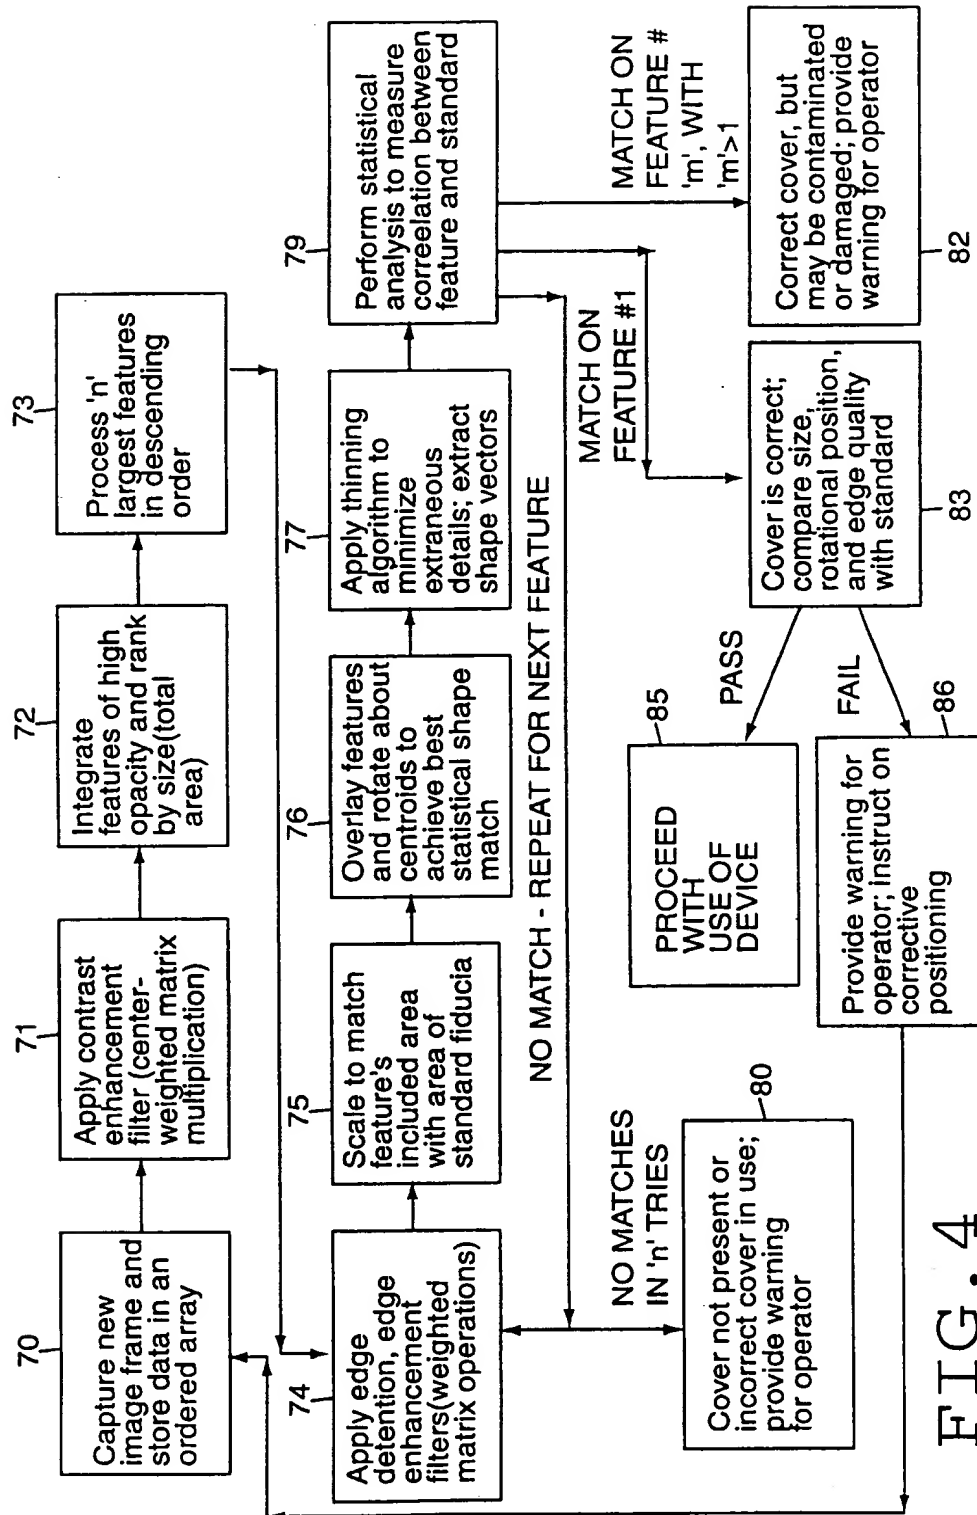 70
Capture new
image frame and
store data in an
ordered array
71
Apply contrast
enhancement
filter (center-
weighted matrix
multiplication)
72
Integrate
features of high
opacity and rank
by size(total
area)
73
Process 'n'
largest features
in descending
order
74
Apply edge
detention, edge
enhancement
filters(weighted
matrix operations)
75
Scale to match
feature's
included area
with area of
standard fiducia
76
Overlay features
and rotate about
centroids to
achieve best
statistical shape
match
77
Apply thinning
algorithm to
minimize
extraneous
details; extract
shape vectors
79
Perform statistical
analysis to measure
correelation between
feature and standard
NO MATCH - REPEAT FOR NEXT FEATURE
MATCH ON
FEATURE #1
MATCH ON
FEATURE #
'm', WITH
'm'>1
NO MATCHES
IN 'n' TRIES
80
Cover not present or
incorrect cover in use;
provide warning
for operator
85
PROCEED
WITH
USE OF
DEVICE
PASS
FAIL
83
Cover is correct;
compare size,
rotational position,
and edge quality
with standard
82
Correct cover, but
may be contaminated
or damaged; provide
warning for operator
86
Provide warning for
operator; instruct on
corrective
positioning
FIG. 4